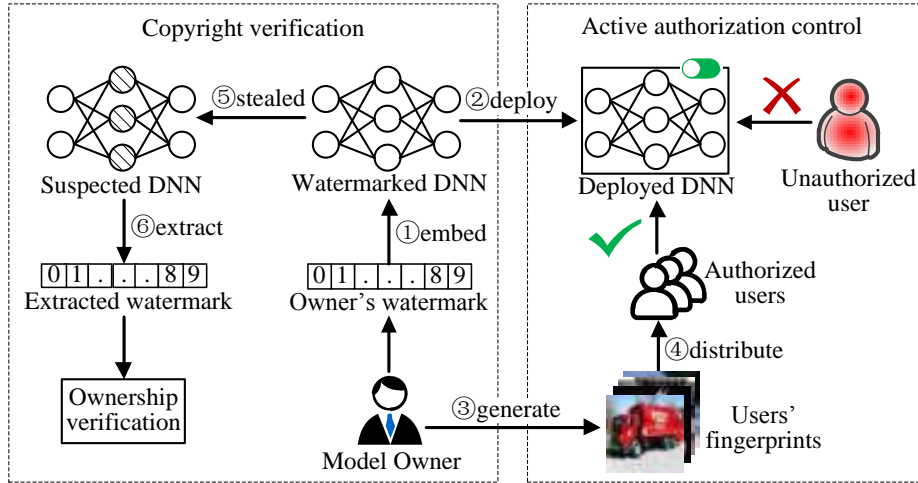 Copyright verification
Active authorization control
⑤stealed
②deploy
Suspected DNN
Watermarked DNN
Deployed DNN
Unauthorized
user
⑥extract
①embed
0 1 . . . 8 9
0 1 . . . 8 9
Extracted watermark
Owner's watermark
Authorized
users
④distribute
Ownership
verification
③generate
Users'
fingerprints
Model Owner